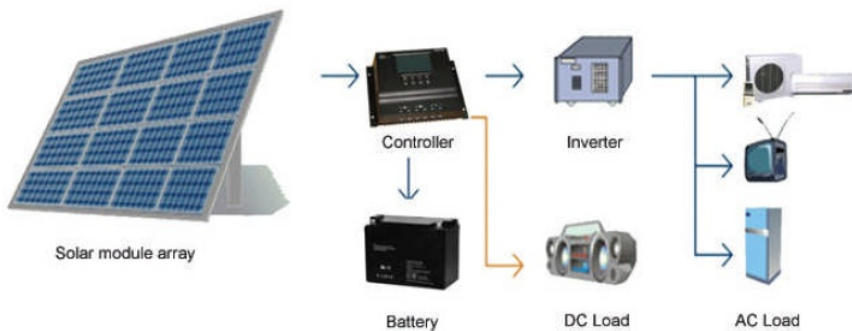 Controller
Inverter
Solar module array
Battery
DC Load
AC Load